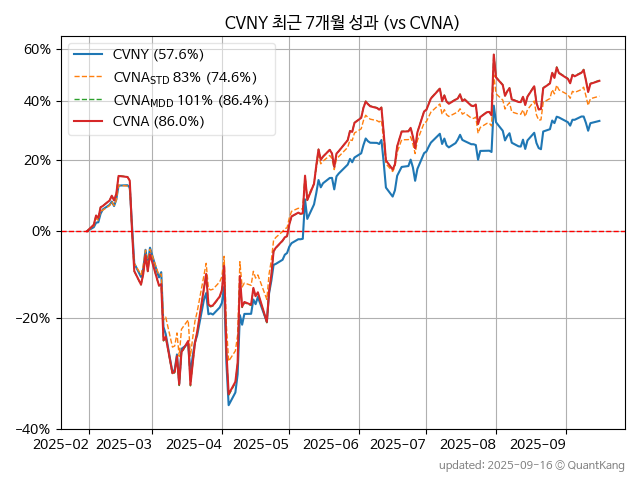 CVNY 최근 7개월 성과 (vs CVNA)
CVNY (57.6%)
CVNA_STD 83% (74.6%)
CVNA_MDD 101% (86.4%)
CVNA (86.0%)
60%
40%
20%
0%
−20%
−40%
2025−02 2025−03 2025−04 2025−05 2025−06 2025−07 2025−08 2025−09
updated: 2025-09-16 © QuantKang